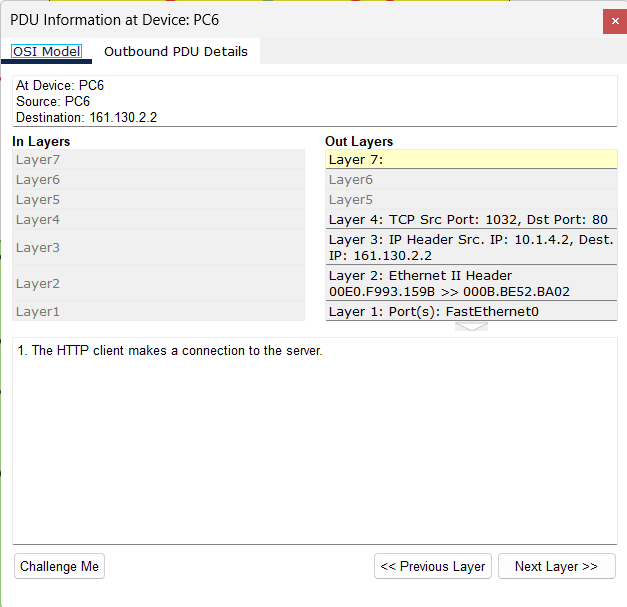 PDU Information at Device: PC6
OSI Model
Outbound PDU Details
At Device: PC6
Source: PC6
Destination: 161.130.2.2
In Layers
Layer7
Layer6
Layer5
Layer4
Layer3
Layer2
Layer1
Out Layers
Layer 7:
Layer6
Layer5
Layer 4: TCP Src Port: 1032, Dst Port: 80
Layer 3: IP Header Src. IP: 10.1.4.2, Dest.
IP: 161.130.2.2
Layer 2: Ethernet II Header
00E0.F993.159B >> 000B.BE52.BA02
Layer 1: Port(s): FastEthernet0
1. The HTTP client makes a connection to the server.
Challenge Me
<< Previous Layer
Next Layer >>